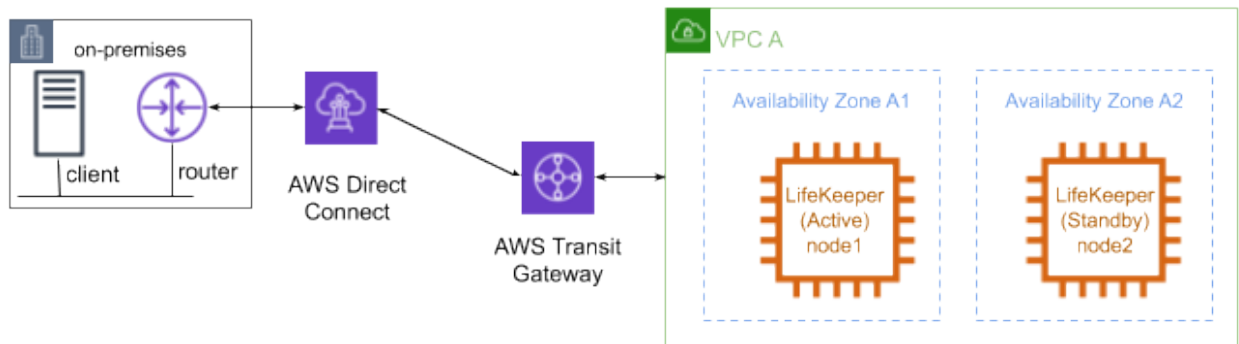 on-premises
client
router
AWS Direct
Connect
AWS Transit
Gateway
VPC A
Availability Zone A1
LifeKeeper
(Active)
node1
Availability Zone A2
LifeKeeper
(Standby)
node2